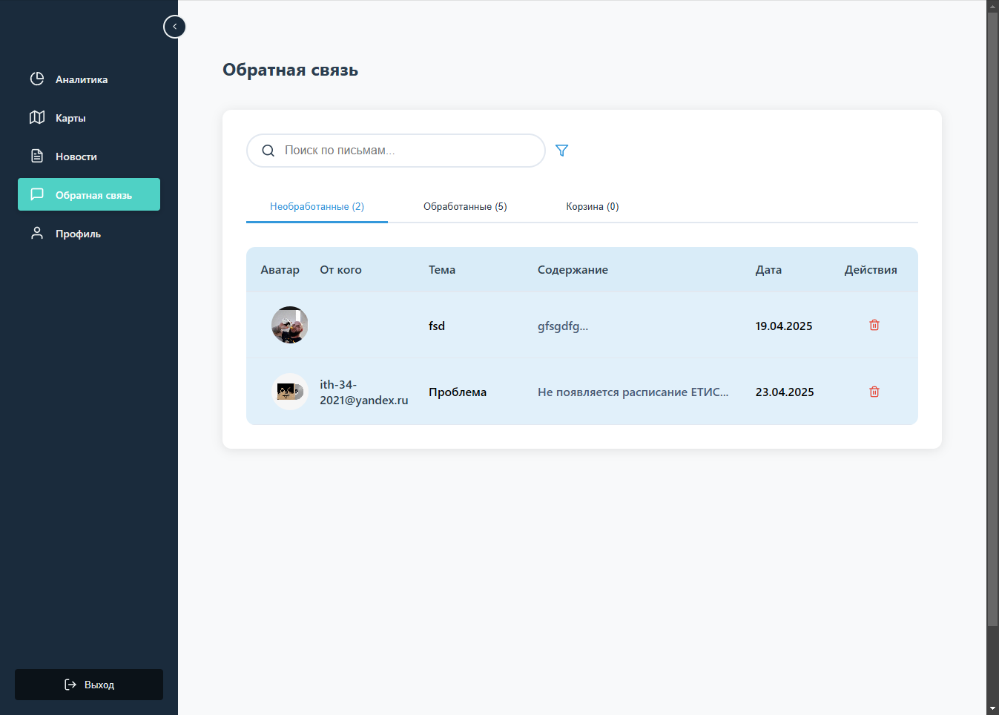 Аналитика
Карты
Новости
Обратная связь
Профиль
Выход
Обратная связь
Поиск по письмам...
Необработанные (2) Обработанные (5) Корзина (0)
Аватар От кого Тема Содержание Дата Действия
fsd gfsgdfg... 19.04.2025
ith-34-
2021@yandex.ru Проблема Не появляется расписание ЕТИС... 23.04.2025